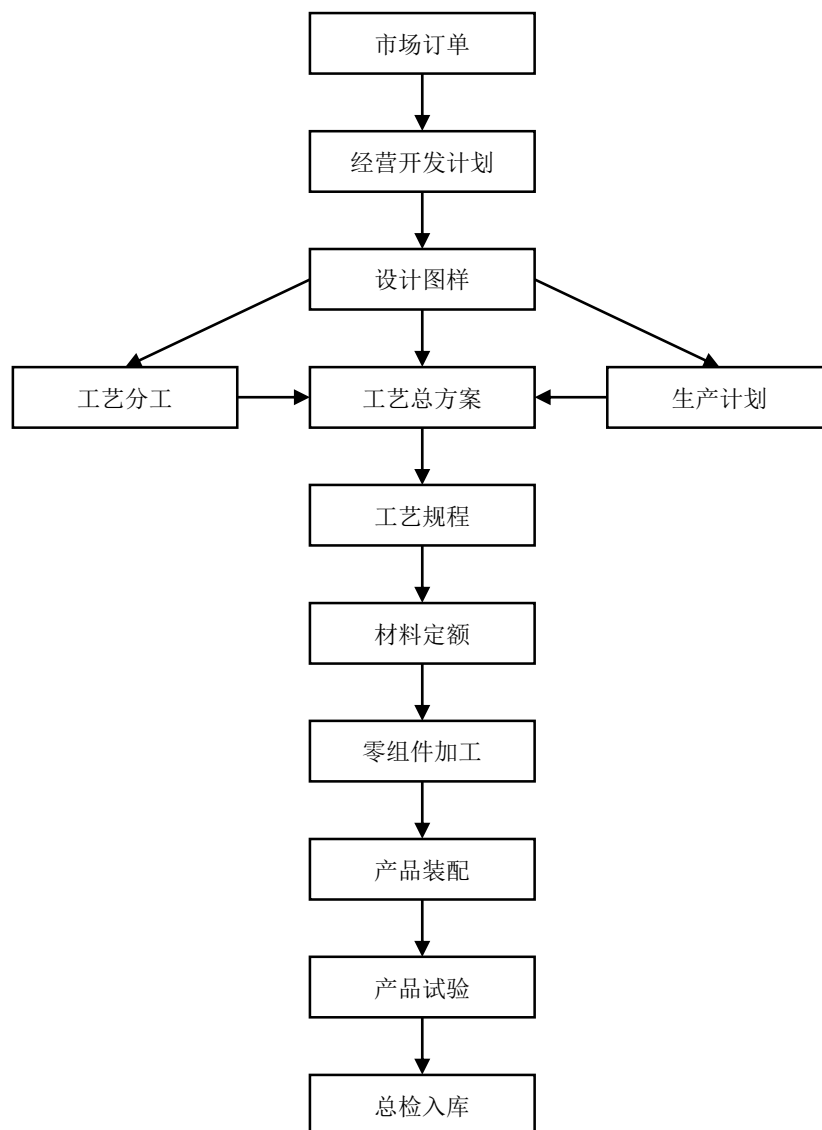 市场订单
经营开发计划
设计图样
工艺分工
工艺总方案
生产计划
工艺规程
材料定额
零组件加工
产品装配
产品试验
总检入库